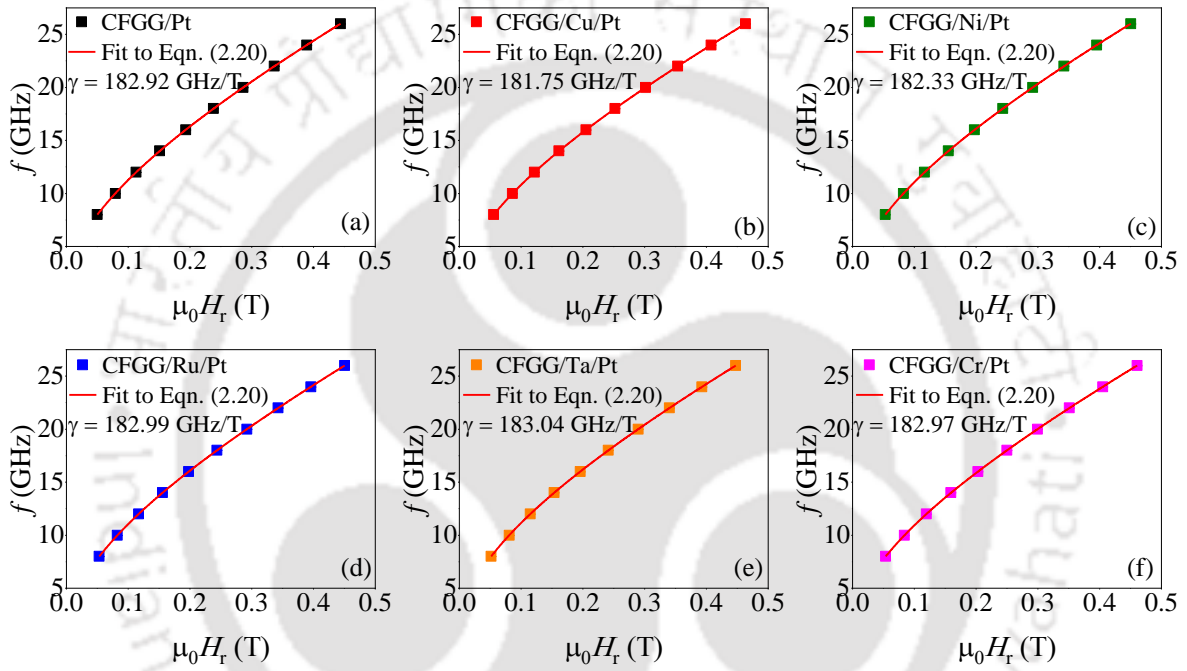 CFGG/Pt
Fit to Eqn. (2.20)
γ = 182.92 GHz/T
(a)
25
20
15
10
5
f (GHz)
0.0 0.1 0.2 0.3 0.4 0.5
μ₀Hᵣ (T)
CFGG/Cu/Pt
Fit to Eqn. (2.20)
γ = 181.75 GHz/T
(b)
25
20
15
10
5
f (GHz)
0.0 0.1 0.2 0.3 0.4 0.5
μ₀Hᵣ (T)
CFGG/Ni/Pt
Fit to Eqn. (2.20)
γ = 182.33 GHz/T
(c)
25
20
15
10
5
f (GHz)
0.0 0.1 0.2 0.3 0.4 0.5
μ₀Hᵣ (T)
CFGG/Ru/Pt
Fit to Eqn. (2.20)
γ = 182.99 GHz/T
(d)
25
20
15
10
5
f (GHz)
0.0 0.1 0.2 0.3 0.4 0.5
μ₀Hᵣ (T)
CFGG/Ta/Pt
Fit to Eqn. (2.20)
γ = 183.04 GHz/T
(e)
25
20
15
10
5
f (GHz)
0.0 0.1 0.2 0.3 0.4 0.5
μ₀Hᵣ (T)
CFGG/Cr/Pt
Fit to Eqn. (2.20)
γ = 182.97 GHz/T
(f)
25
20
15
10
5
f (GHz)
0.0 0.1 0.2 0.3 0.4 0.5
μ₀Hᵣ (T)